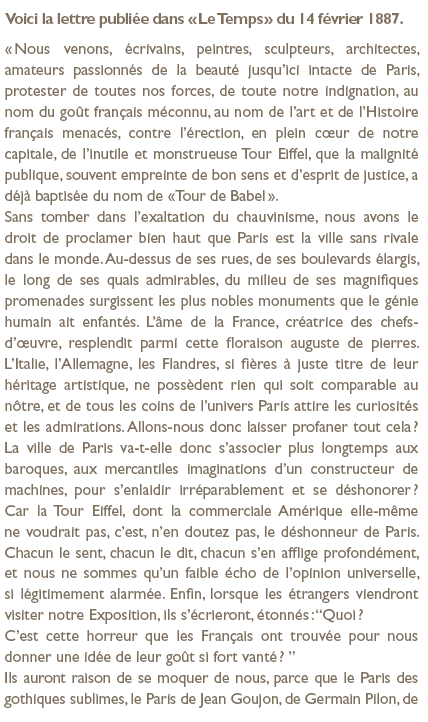 Voici la lettre publiée dans «Le Temps» du 14 février 1887.
«Nous venons, écrivains, peintres, sculpteurs, architectes,
amateurs passionnés de la beauté jusqu’ici intacte de Paris,
protester de toutes nos forces, de toute notre indignation, au
nom du goût français méconnu, au nom de l’art et de l’Histoire
français menacés, contre l’érection, en plein cœur de notre
capitale, de l’inutile et monstrueuse Tour Eiffel, que la malignité
publique, souvent empreinte de bon sens et d’esprit de justice, a
déjà baptisée du nom de «Tour de Babel».
Sans tomber dans l’exaltation du chauvinisme, nous avons le
droit de proclamer bien haut que Paris est la ville sans rivale
dans le monde. Au-dessus de ses rues, de ses boulevards élargis,
le long de ses quais admirables, du milieu de ses magnifiques
promenades surgissent les plus nobles monuments que le génie
humain ait enfantés. L’âme de la France, créatrice des chefs-
d’œuvre, resplendit parmi cette floraison auguste de pierres.
L’Italie, l’Allemagne, les Flandres, si fières à juste titre de leur
héritage artistique, ne possèdent rien qui soit comparable au
nôtre, et de tous les coins de l’univers Paris attire les curiosités
et les admirations. Allons-nous donc laisser profaner tout cela ?
La ville de Paris va-t-elle donc s’associer plus longtemps aux
baroques, aux mercantiles imaginations d’un constructeur de
machines, pour s’enlaidir irréparablement et se déshonorer ?
Car la Tour Eiffel, dont la commerciale Amérique elle-même
ne voudrait pas, c’est, n’en doutez pas, le déshonneur de Paris.
Chacun le sent, chacun le dit, chacun s’en afflige profondément,
et nous ne sommes qu’un faible écho de l’opinion universelle,
si légitimement alarmée. Enfin, lorsque les étrangers viendront
visiter notre Exposition, ils s’écrieront, étonnés :“Quoi ?
C’est cette horreur que les Français ont trouvée pour nous
donner une idée de leur goût si fort vanté ? ”
Ils auront raison de se moquer de nous, parce que le Paris des
gothiques sublimes, le Paris de Jean Goujon, de Germain Pilon, de